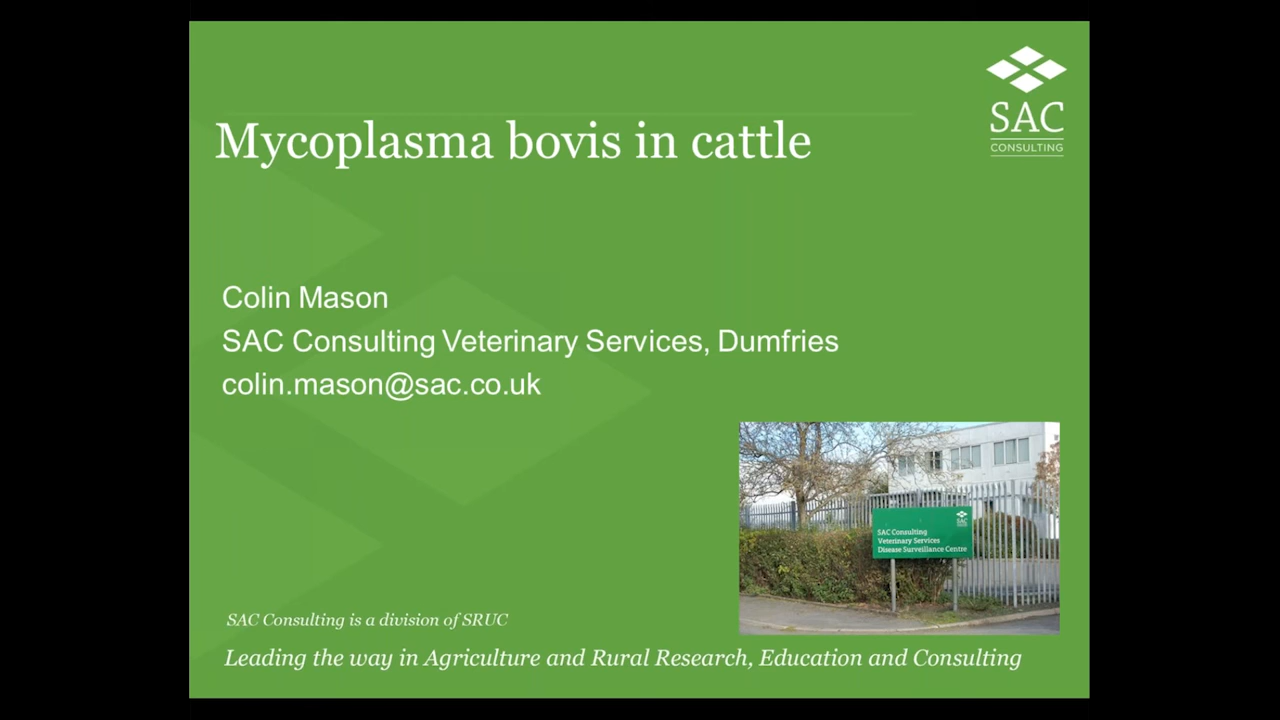 SAC
CONSULTING
Mycoplasma bovis in cattle
Colin Mason
SAC Consulting Veterinary Services, Dumfries
colin.mason@sac.co.uk
SAC
SAC Consulting
Veterinary Services
Disease Surveillance Centre
SAC Consulting is a division of SRUC
Leading the way in Agriculture and Rural Research, Education and Consulting